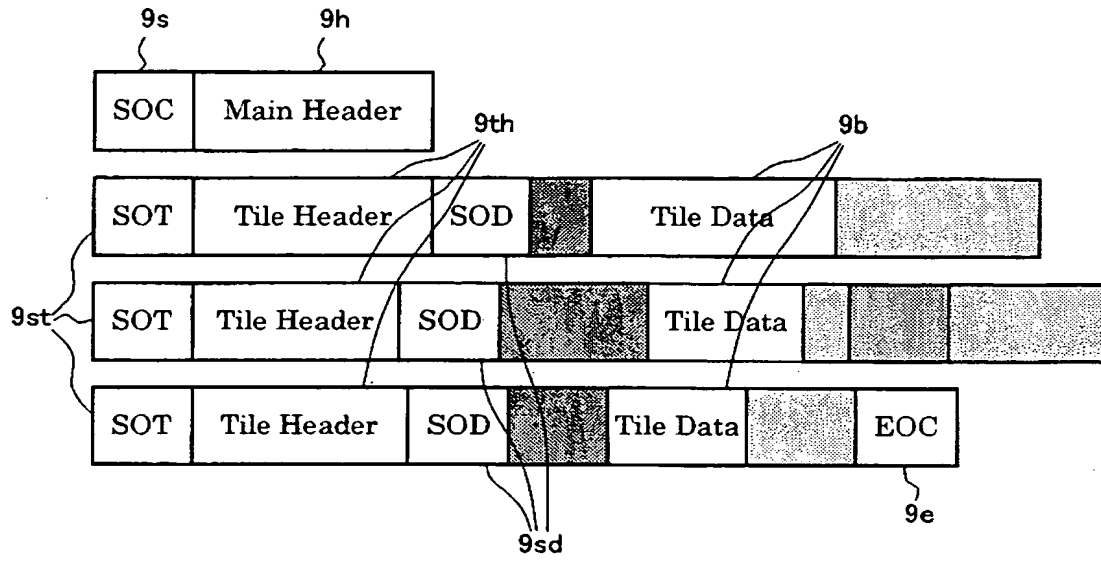 9s 9h
SOC Main Header
9th 9b
SOT Tile Header SOD Tile Data
9st SOT Tile Header SOD Tile Data
SOT Tile Header SOD Tile Data EOC
9e
9sd